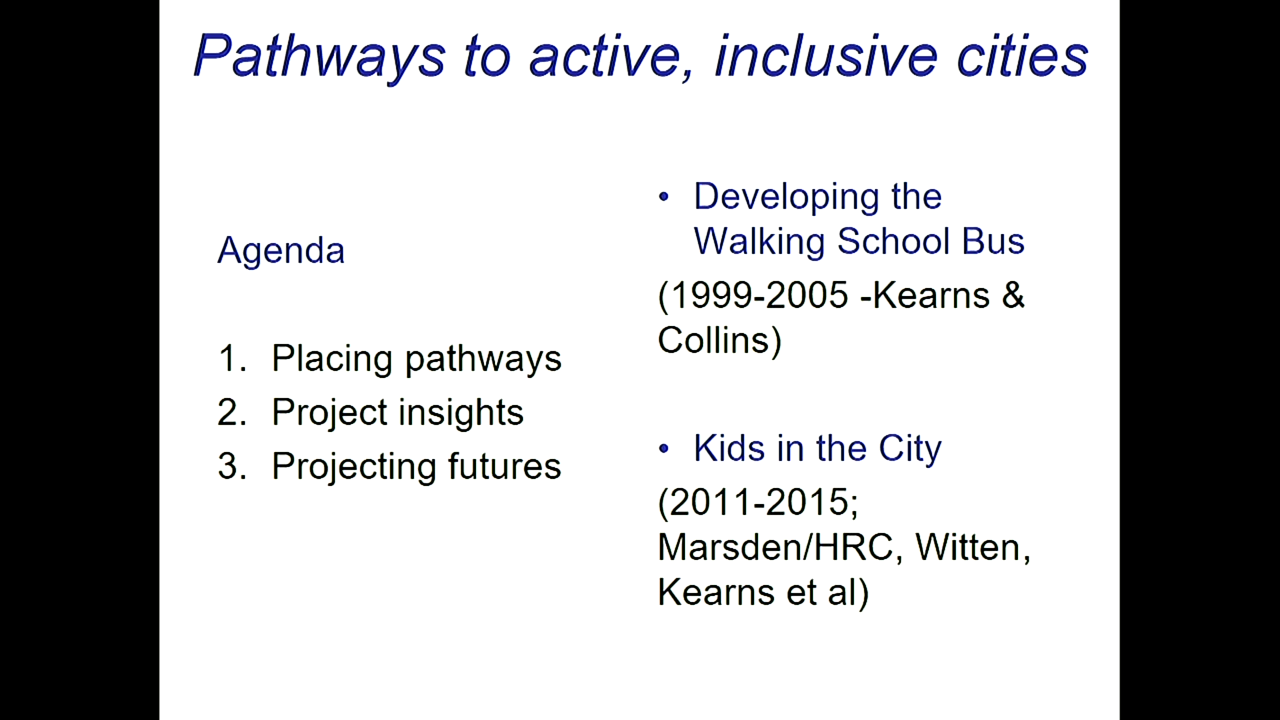 Pathways to active, inclusive cities
Agenda
1. Placing pathways
2. Project insights
3. Projecting futures
• Developing the
Walking School Bus
(1999-2005 -Kearns &
Collins)
• Kids in the City
(2011-2015;
Marsden/HRC, Witten,
Kearns et al)